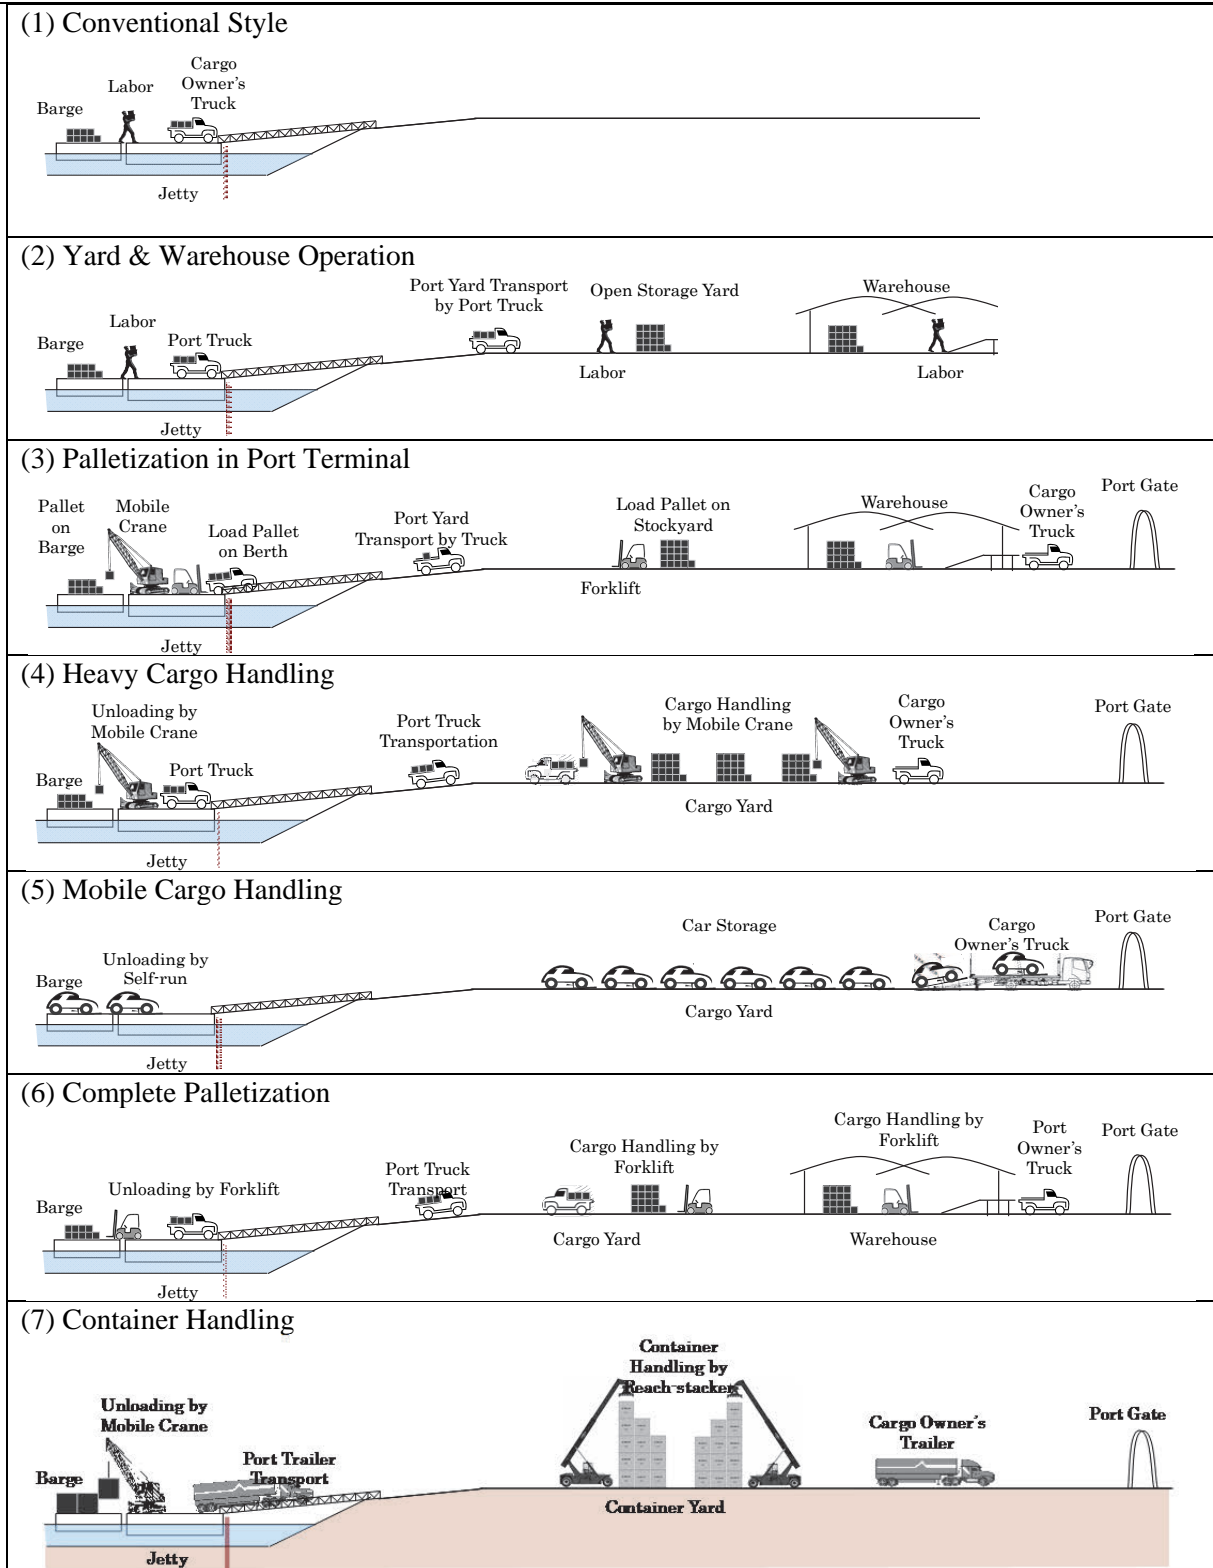 (1) Conventional Style
Cargo
Owner's
Truck
Labor
Barge
Jetty
(2) Yard & Warehouse Operation
Port Yard Transport
by Port Truck
Open Storage Yard
Warehouse
Labor
Port Truck
Barge
Labor
Labor
Jetty
(3) Palletization in Port Terminal
Pallet
on
Barge
Mobile
Crane
Load Pallet
on Berth
Port Yard
Transport by Truck
Load Pallet on
Stockyard
Warehouse
Cargo
Owner's
Truck
Port Gate
Forklift
Jetty
(4) Heavy Cargo Handling
Unloading by
Mobile Crane
Port Truck
Transportation
Cargo Handling
by Mobile Crane
Cargo
Owner's
Truck
Port Gate
Barge
Port Truck
Cargo Yard
Jetty
(5) Mobile Cargo Handling
Barge
Unloading by
Self-run
Car Storage
Cargo
Owner's Truck
Port Gate
Cargo Yard
Jetty
(6) Complete Palletization
Barge
Unloading by Forklift
Port Truck
Transport
Cargo Handling by
Forklift
Cargo Handling by
Forklift
Port
Owner's
Truck
Port Gate
Cargo Yard
Warehouse
Jetty
(7) Container Handling
Container
Handling by
Reach-stacker
Unloading by
Mobile Crane
Barge
Port Trailer
Transport
Cargo Owner's
Trailer
Port Gate
Container Yard
Jetty